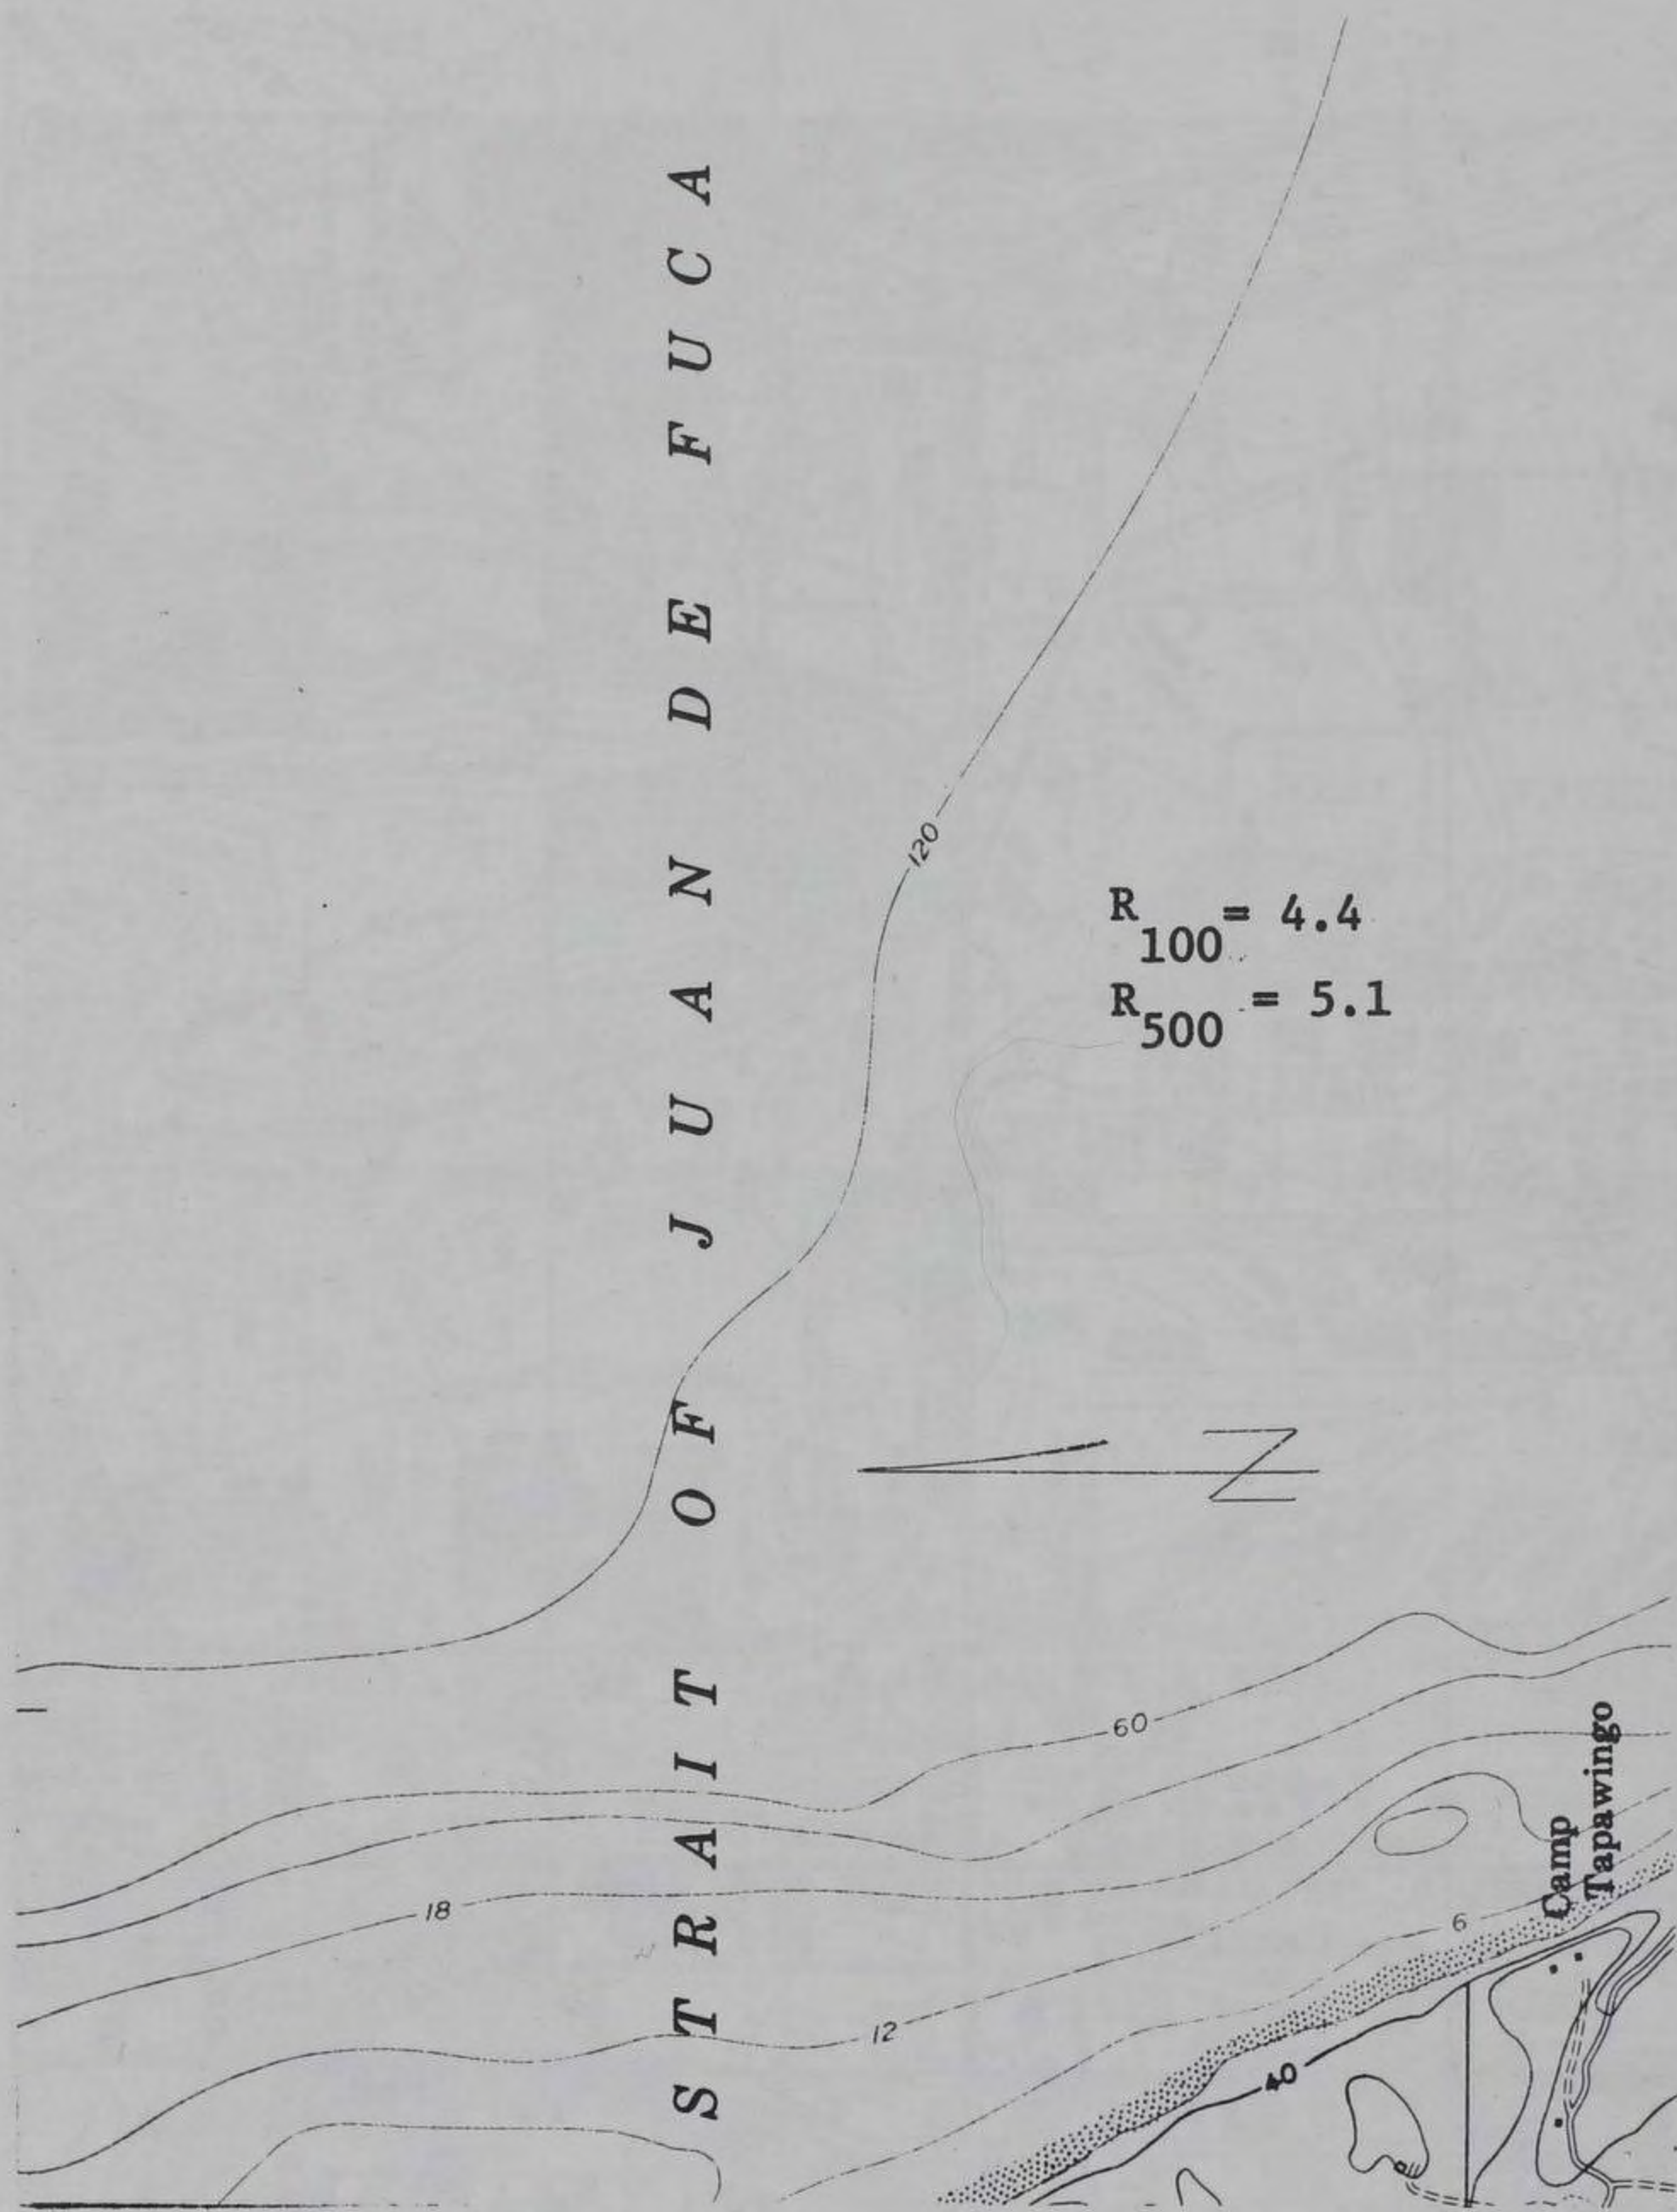 STRAIT OF JUAN DE FUCA
120
R100 = 4.4
R500 = 5.1
N
60
18
12
6
40
Camp
Tapawingo